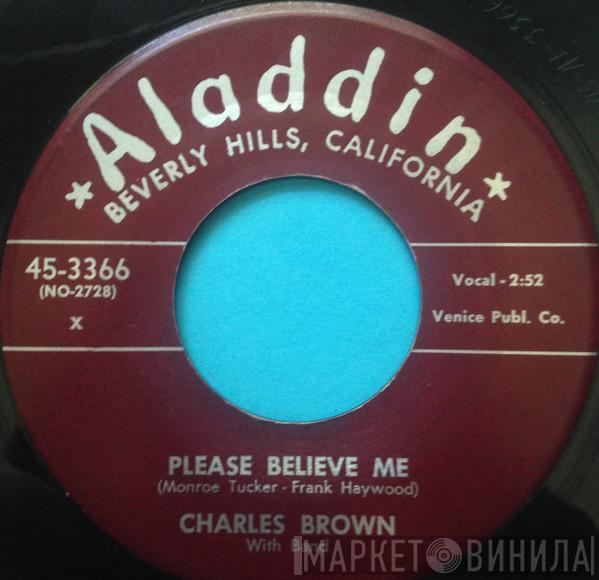 Aladdin
BEVERLY HILLS, CALIFORNIA
45-3366
(NO-2728)
X
Vocal - 2:52
Venice Publ. Co.
PLEASE BELIEVE ME
(Monroe Tucker - Frank Haywood)
CHARLES BROWN
With Band
МАРКЕТ ВИНИЛА